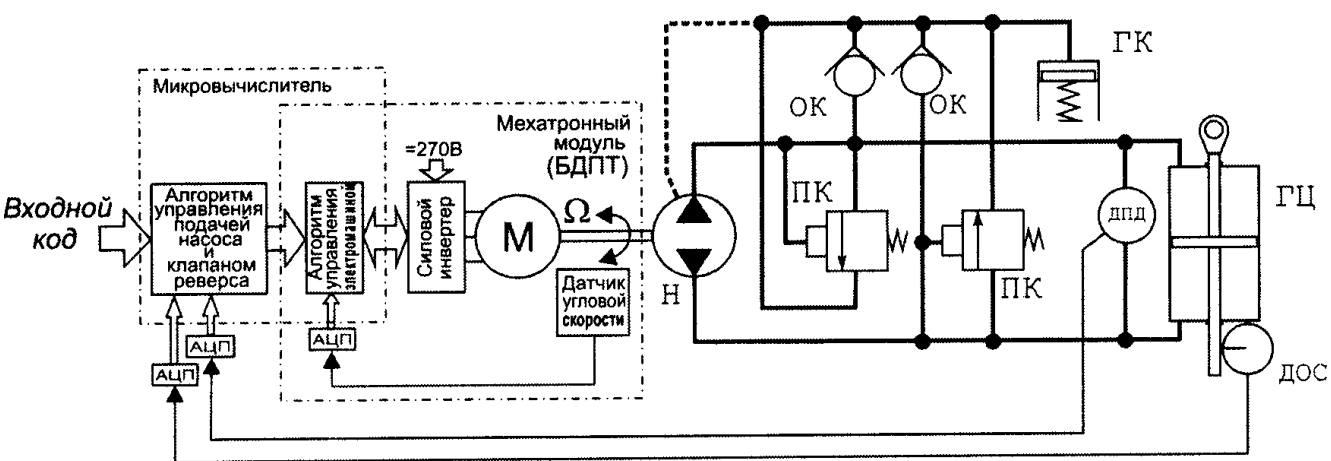 Микровычислитель
Мехатронный
модуль
(БДПТ)
=270В
Входной
код
Алгоритм
управления
подачей
насоса
и
клапаном
реверса
Алгоритм
управления
электромашиной
Силовой
инвертер
М
Ω
Датчик
угловой
скорости
АЦП
АЦП
АЦП
Н
ОК
ОК
ГК
ПК
ПК
ДПД
ГЦ
ДОС